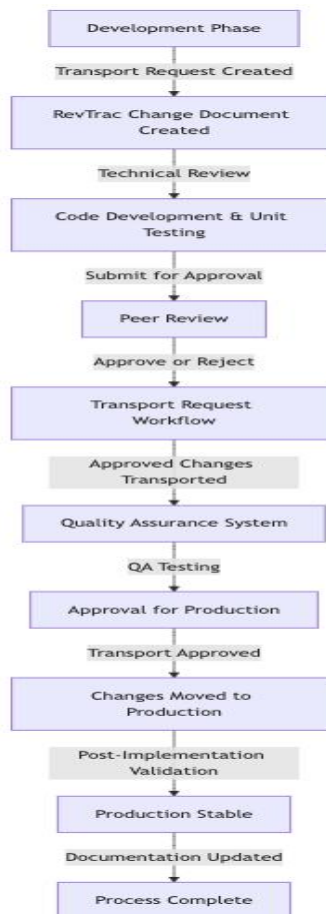 Development Phase
Transport Request Created
RevTrac Change Document
Created
Technical Review
Code Development & Unit
Testing
Submit for Approval
Peer Review
Approve or Reject
Transport Request
Workflow
Approved Changes
Transported
Quality Assurance System
QA Testing
Approval for Production
Transport Approved
Changes Moved to
Production
Post-Implementation
Validation
Production Stable
Documentation Updated
Process Complete